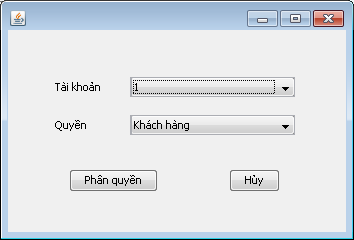 Tài khoản 1
Quyền Khách hàng
Phân quyền Hủy